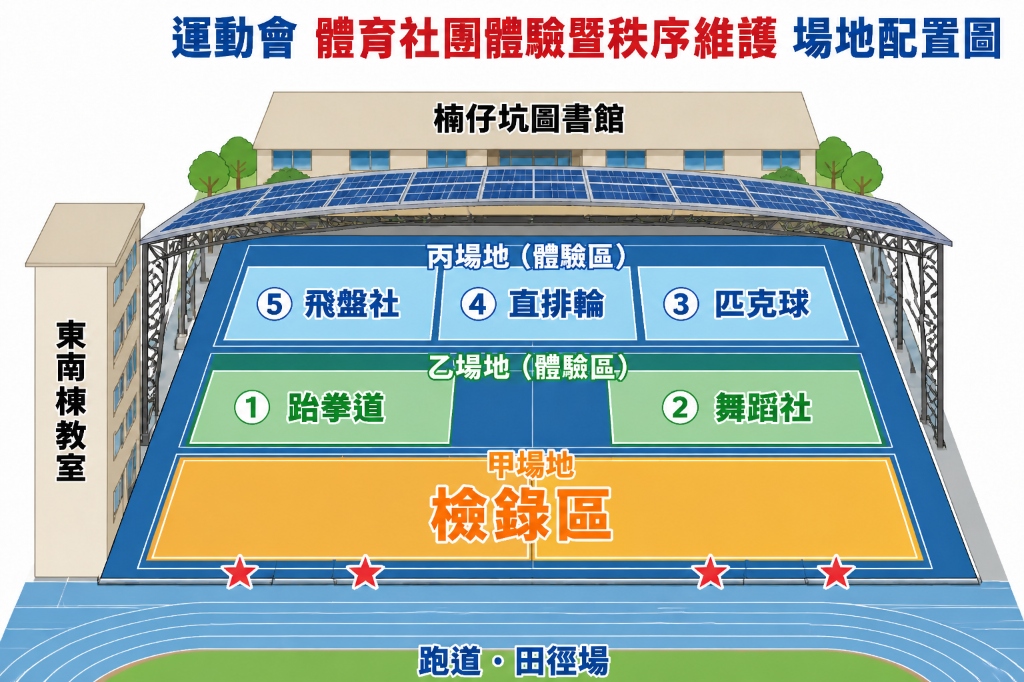 運動會 體育社團體驗暨秩序維護 場地配置圖
楠仔坑圖書館
東南棟教室
丙場地（體驗區）
⑤ 飛盤社
④ 直排輪
③ 匹克球
乙場地（體驗區）
① 跆拳道
② 舞蹈社
甲場地
檢錄區
跑道・田徑場